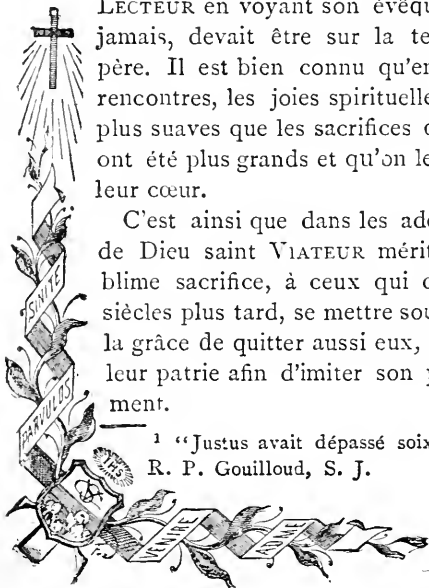 LECTEUR en voyant son évêqu
jamais, devait être sur la te
père. Il est bien connu qu'en
rencontres, les joies spirituelle
plus suaves que les sacrifices
ont été plus grands et qu'on le
leur cœur.
C'est ainsi que dans les ade
de Dieu saint VIATEUR mérit
blime sacrifice, à ceux qui
siècles plus tard, se mettre sou
la grâce de quitter aussi eux,
leur patrie afin d'imiter son
ment.
¹ "Justus avait dépassé soix
R. P. Gouilloud, S. J.
SINITE
PARVULOS
IHS
VENIRE
AD ME